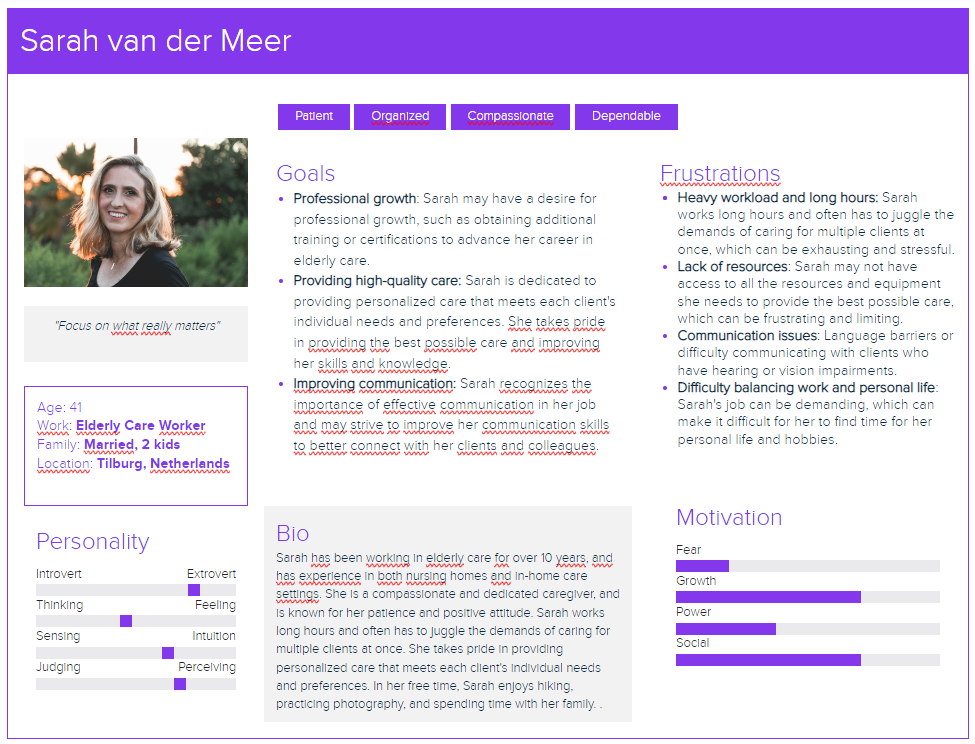 Sarah van der Meer
Patient
Organized
Compassionate
Dependable
"Focus on what really matters"
Age: 41
Work: Elderly Care Worker
Family: Married, 2 kids
Location: Tilburg, Netherlands
Goals
• Professional growth: Sarah may have a desire for
professional growth, such as obtaining additional
training or certifications to advance her career in
elderly care.
• Providing high-quality care: Sarah is dedicated to
providing personalized care that meets each client's
individual needs and preferences. She takes pride
in providing the best possible care and improving
her skills and knowledge.
• Improving communication: Sarah recognizes the
importance of effective communication in her job
and may strive to improve her communication skills
to better connect with her clients and colleagues.
Frustrations
• Heavy workload and long hours: Sarah
works long hours and often has to juggle the
demands of caring for multiple clients at
once, which can be exhausting and stressful.
• Lack of resources: Sarah may not have
access to all the resources and equipment
she needs to provide the best possible care,
which can be frustrating and limiting.
• Communication issues: Language barriers or
difficulty communicating with clients who
have hearing or vision impairments.
• Difficulty balancing work and personal life:
Sarah's job can be demanding, which can
make it difficult for her to find time for her
personal life and hobbies.
Personality
Introvert Extrovert
Thinking Feeling
Sensing Intuition
Judging Perceiving
Bio
Sarah has been working in elderly care for over 10 years, and
has experience in both nursing homes and in-home care
settings. She is a compassionate and dedicated caregiver, and
is known for her patience and positive attitude. Sarah works
long hours and often has to juggle the demands of caring for
multiple clients at once. She takes pride in providing
personalized care that meets each client's individual needs
and preferences. In her free time, Sarah enjoys hiking,
practicing photography, and spending time with her family. .
Motivation
Fear
Growth
Power
Social